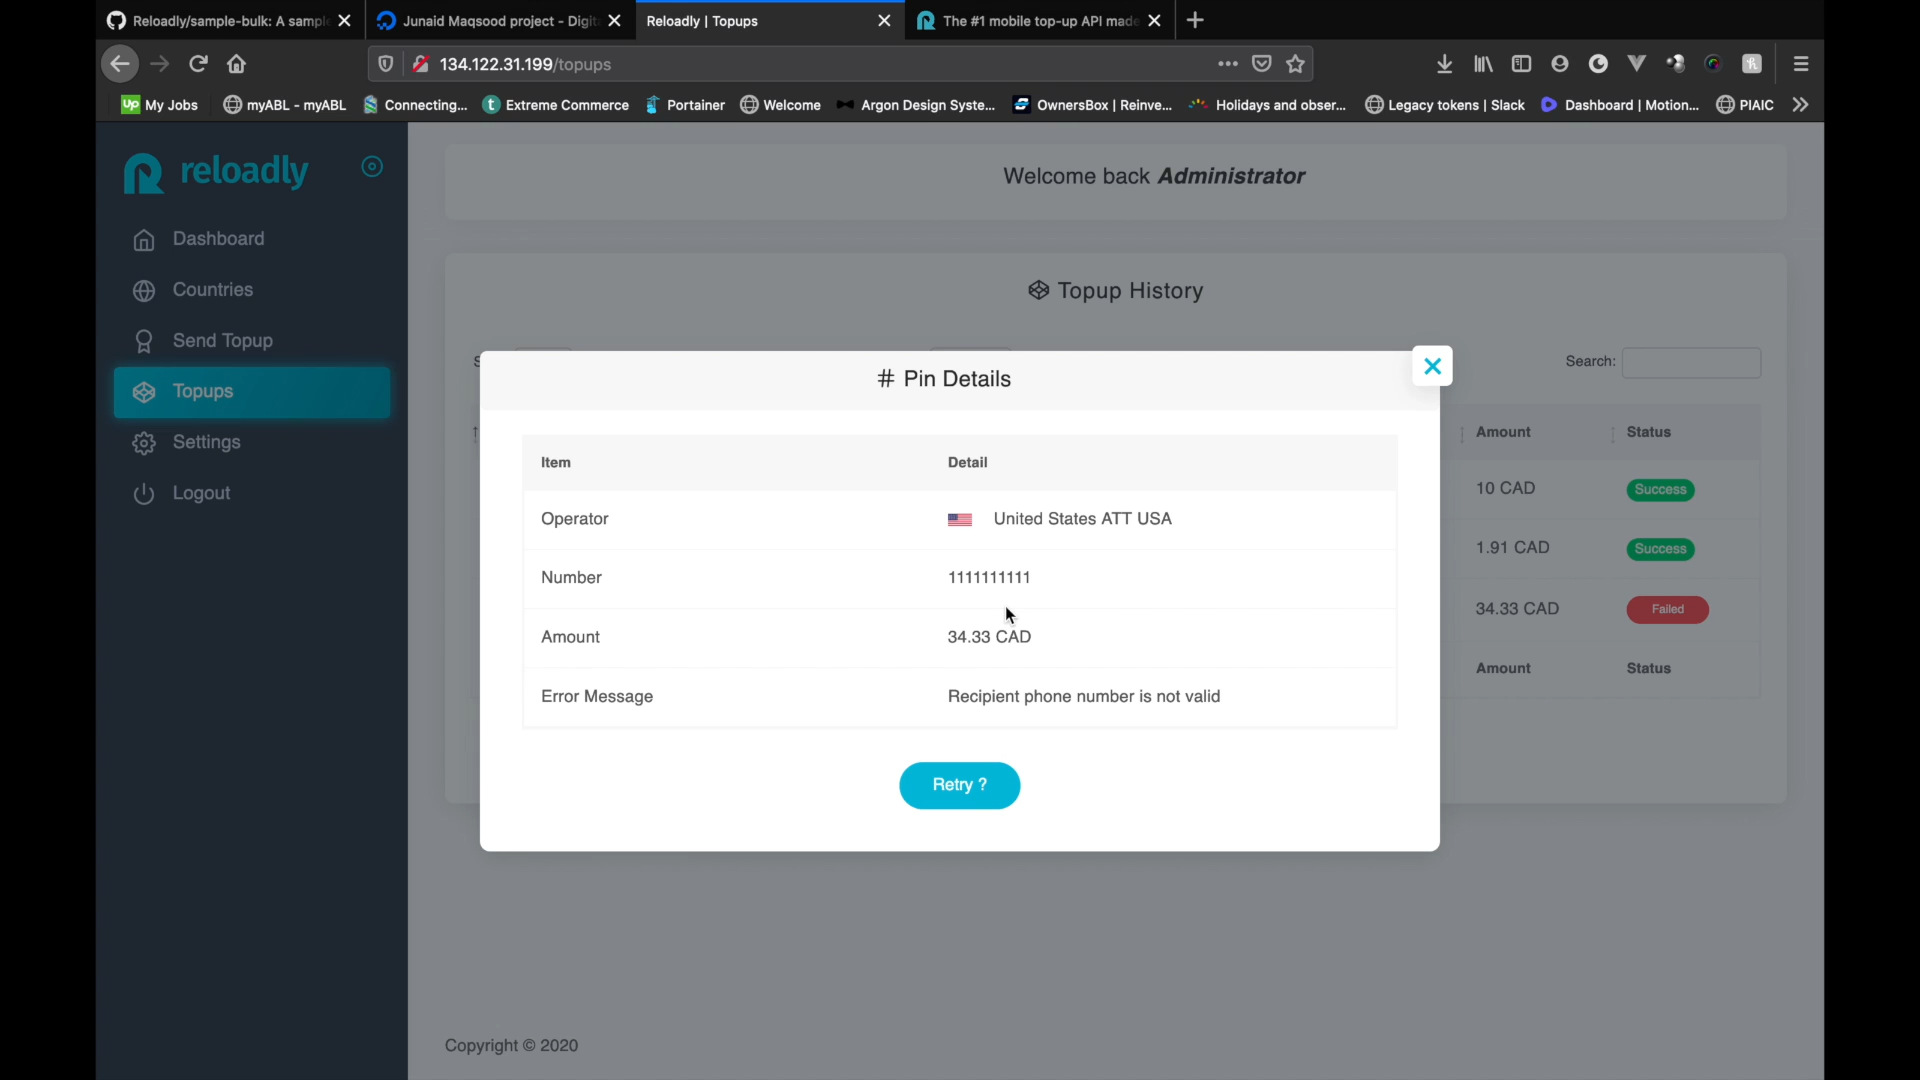 Reloadly/sample-bulk: A sampl
Junaid Maqsood project - Digit
Reloadly | Topups
The #1 mobile top-up API made
134.122.31.199/topups
My Jobs
myABL - myABL
Connecting...
Extreme Commerce
Portainer
Welcome
Argon Design Syste...
OwnersBox | Reinve...
Holidays and obser...
Legacy tokens | Slack
Dashboard | Motion...
PIAIC
reloadly
Dashboard
Countries
Send Topup
Topups
Settings
Logout
Welcome back Administrator
Topup History
Search:
# Pin Details
Item Detail
Operator United States ATT USA
Number 1111111111
Amount 34.33 CAD
Error Message Recipient phone number is not valid
Retry ?
Amount Status
10 CAD Success
1.91 CAD Success
34.33 CAD Failed
Amount Status
Copyright © 2020